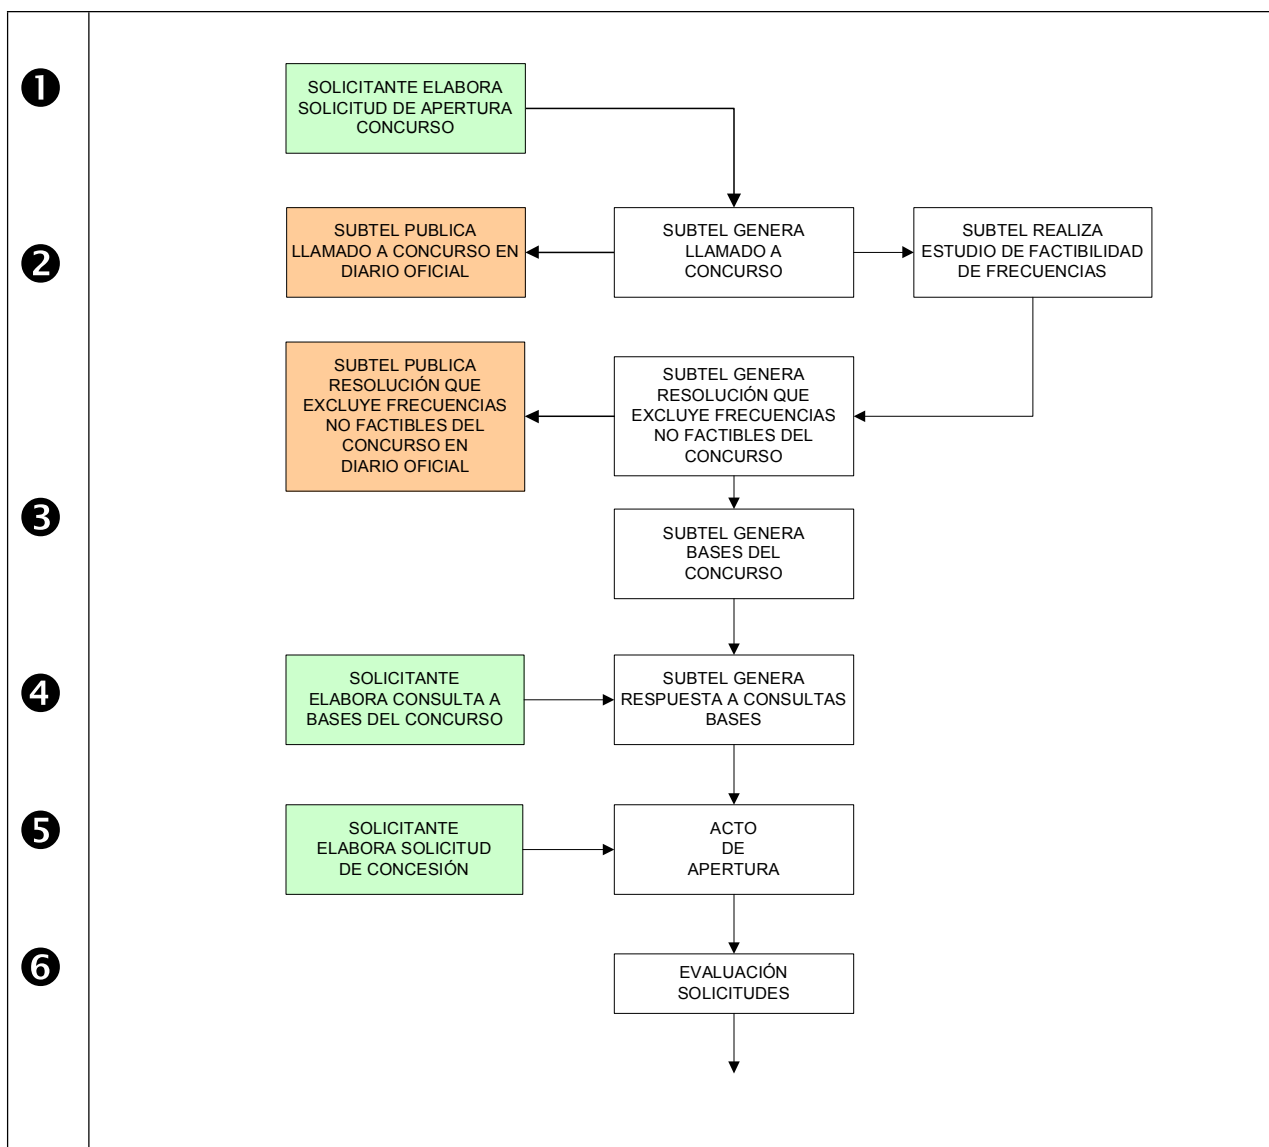 ❶
SOLICITANTE ELABORA
SOLICITUD DE APERTURA
CONCURSO
❷
SUBTEL PUBLICA
LLAMADO A CONCURSO EN
DIARIO OFICIAL
SUBTEL GENERA
LLAMADO A
CONCURSO
SUBTEL REALIZA
ESTUDIO DE FACTIBILIDAD
DE FRECUENCIAS
SUBTEL PUBLICA
RESOLUCIÓN QUE
EXCLUYE FRECUENCIAS
NO FACTIBLES DEL
CONCURSO EN
DIARIO OFICIAL
SUBTEL GENERA
RESOLUCIÓN QUE
EXCLUYE FRECUENCIAS
NO FACTIBLES DEL
CONCURSO
❸
SUBTEL GENERA
BASES DEL
CONCURSO
❹
SOLICITANTE
ELABORA CONSULTA A
BASES DEL CONCURSO
SUBTEL GENERA
RESPUESTA A CONSULTAS
BASES
❺
SOLICITANTE
ELABORA SOLICITUD
DE CONCESIÓN
ACTO
DE
APERTURA
❻
EVALUACIÓN
SOLICITUDES